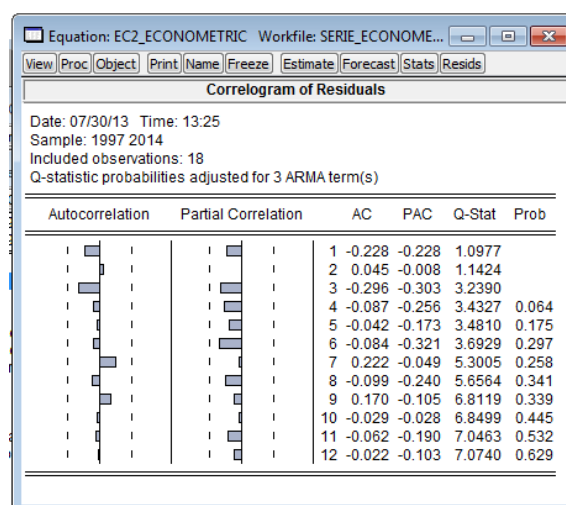 Equation: EC2_ECONOMETRIC Workfile: SERIE_ECONOME...
View Proc Object Print Name Freeze Estimate Forecast Stats Resids
Correlogram of Residuals
Date: 07/30/13 Time: 13:25
Sample: 1997 2014
Included observations: 18
Q-statistic probabilities adjusted for 3 ARMA term(s)
Autocorrelation Partial Correlation AC PAC Q-Stat Prob
1 -0.228 -0.228 1.0977
2 0.045 -0.008 1.1424
3 -0.296 -0.303 3.2390
4 -0.087 -0.256 3.4327 0.064
5 -0.042 -0.173 3.4810 0.175
6 -0.084 -0.321 3.6929 0.297
7 0.222 -0.049 5.3005 0.258
8 -0.099 -0.240 5.6564 0.341
9 0.170 -0.105 6.8119 0.339
10 -0.029 -0.028 6.8499 0.445
11 -0.062 -0.190 7.0463 0.532
12 -0.022 -0.103 7.0740 0.629